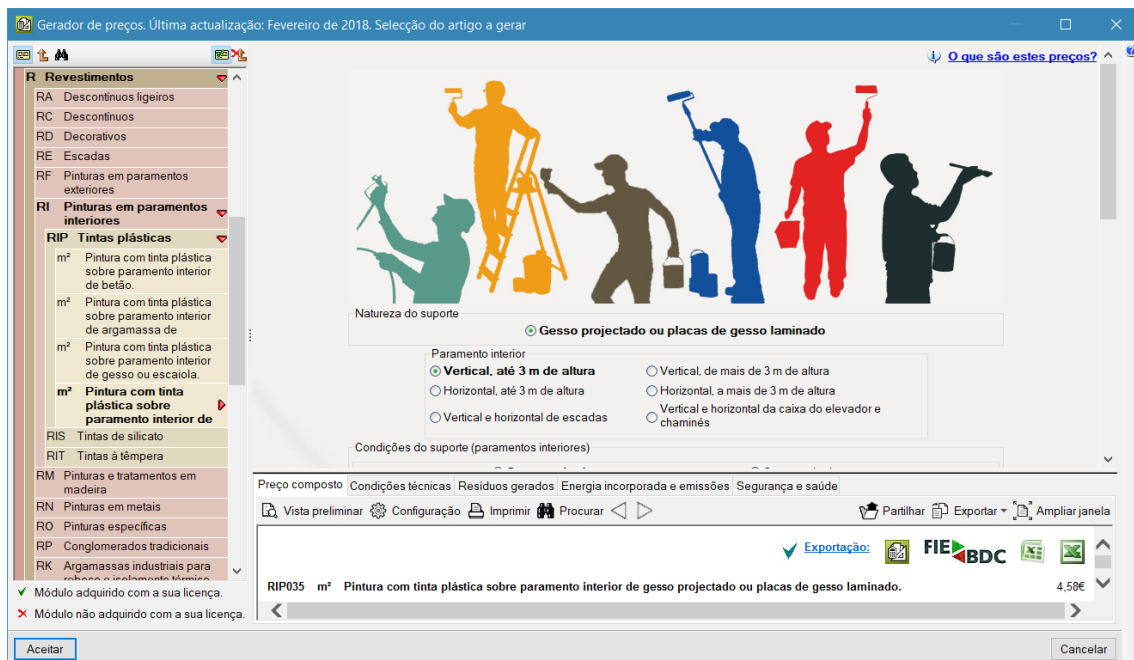 Gerador de preços. Última actualização: Fevereiro de 2018. Selecção do artigo a gerar
R Revestimentos
RA Descontínuos ligeiros
RC Descontínuos
RD Decorativos
RE Escadas
RF Pinturas em paramentos
exteriores
RI Pinturas em paramentos
interiores
RIP Tintas plásticas
m² Pintura com tinta plástica
sobre paramento interior
de betão.
m² Pintura com tinta plástica
sobre paramento interior
de argamassa de
m² Pintura com tinta plástica
sobre paramento interior
de gesso ou escaiola.
m² Pintura com tinta
plástica sobre
paramento interior de
RIS Tintas de silicato
RIT Tintas à têmpera
RM Pinturas e tratamentos em
madeira
RN Pinturas em metais
RO Pinturas específicas
RP Conglomerados tradicionais
RK Argamassas industriais para
reboco e isolamento térmico
Módulo adquirido com a sua licença.
Módulo não adquirido com a sua licença.
O que são estes preços?
Natureza do suporte
Gesso projectado ou placas de gesso laminado
Paramento interior
Vertical, até 3 m de altura
Vertical, de mais de 3 m de altura
Horizontal, até 3 m de altura
Horizontal, a mais de 3 m de altura
Vertical e horizontal de escadas
Vertical e horizontal da caixa do elevador e
chaminés
Condições do suporte (paramentos interiores)
Preço composto Condições técnicas Resíduos gerados Energia incorporada e emissões Segurança e saúde
Vista preliminar Configuração Imprimir Procurar Partilhar Exportar Ampliar janela
Exportação: FIE BDC
RIP035 m² Pintura com tinta plástica sobre paramento interior de gesso projectado ou placas de gesso laminado. 4,58€
Aceitar Cancelar